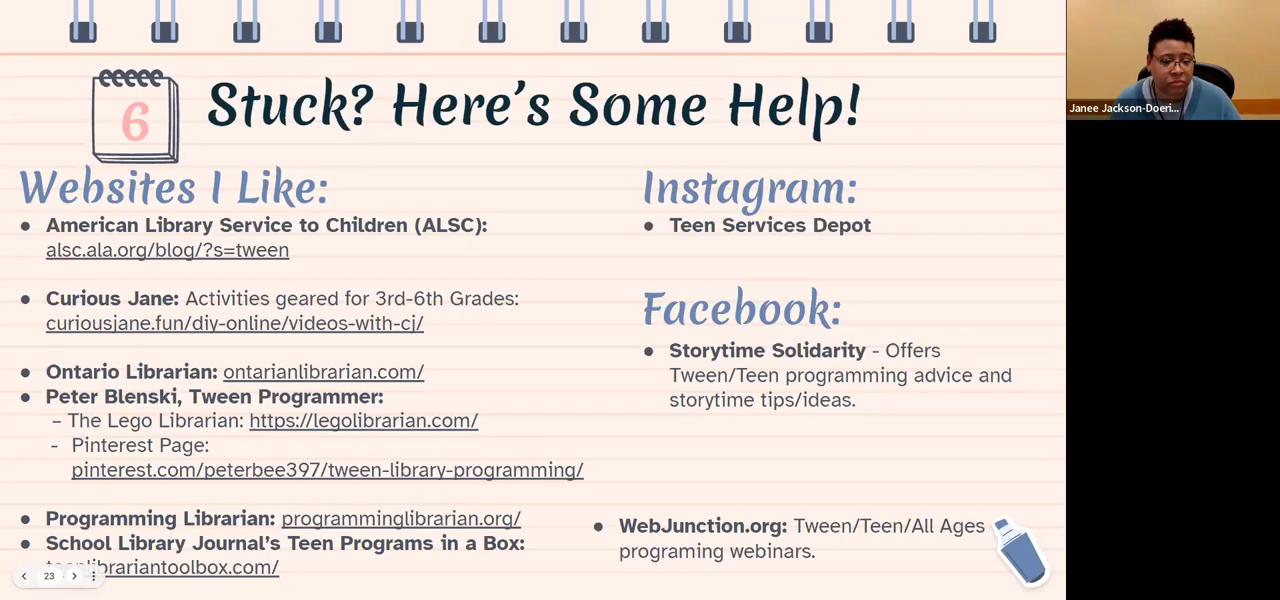 6
Stuck? Here's Some Help!
Websites I Like:
● American Library Service to Children (ALSC):
alsc.ala.org/blog/?s=tween
● Curious Jane: Activities geared for 3rd-6th Grades:
curiousjane.fun/diy-online/videos-with-cj/
● Ontario Librarian: ontarianlibrarian.com/
● Peter Blenski, Tween Programmer:
– The Lego Librarian: https://legolibrarian.com/
- Pinterest Page:
pinterest.com/peterbee397/tween-library-programming/
● Programming Librarian: programminglibrarian.org/
● School Library Journal's Teen Programs in a Box:
teenlibrariantoolbox.com/
23
Instagram:
● Teen Services Depot
Facebook:
● Storytime Solidarity - Offers
Tween/Teen programming advice and
storytime tips/ideas.
● WebJunction.org: Tween/Teen/All Ages
programing webinars.
Janee Jackson-Doeri...